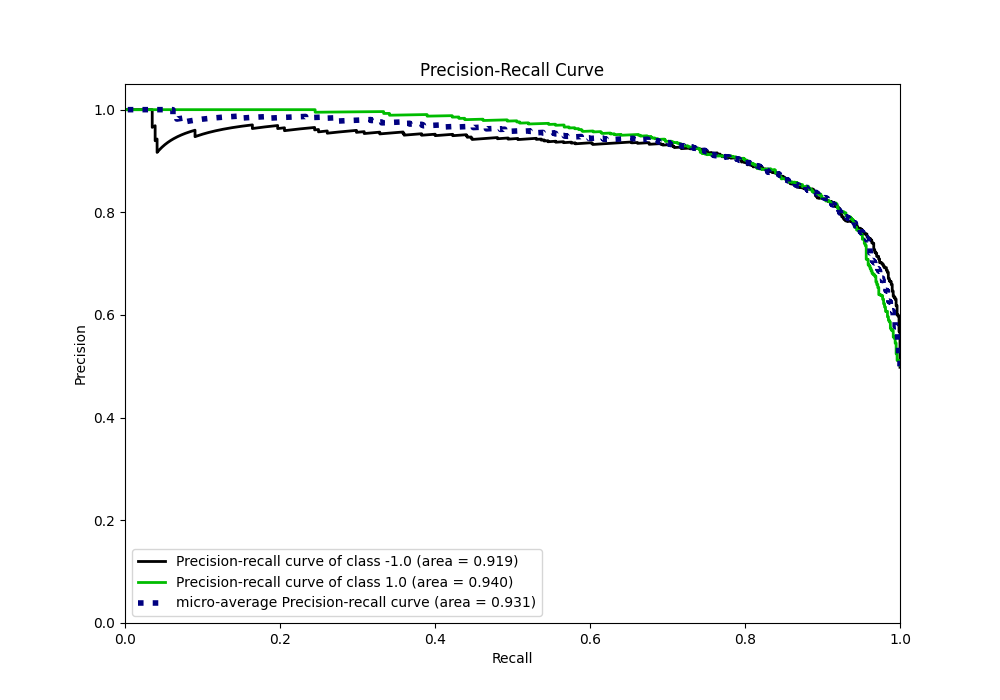 Precision-Recall Curve
1.0
0.8
0.6
0.4
0.2
0.0
Precision
Precision-recall curve of class -1.0 (area = 0.919)
Precision-recall curve of class 1.0 (area = 0.940)
micro-average Precision-recall curve (area = 0.931)
0.0 0.2 0.4 0.6 0.8 1.0
Recall